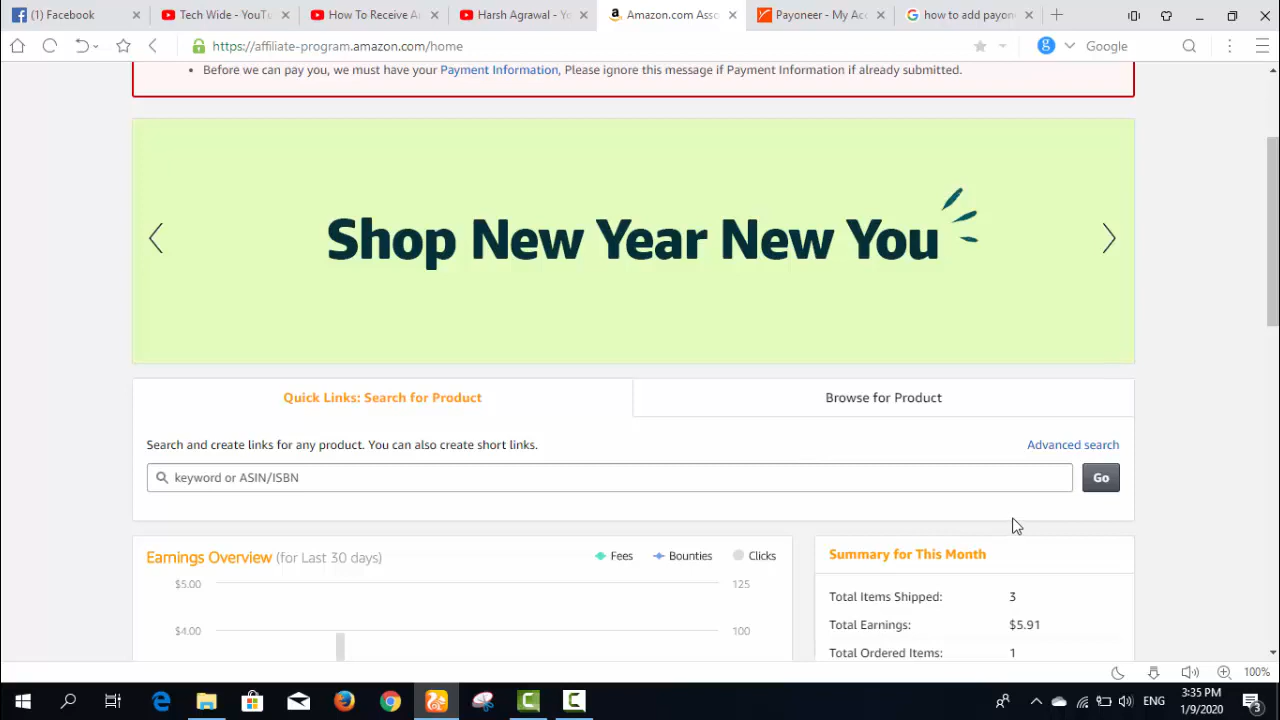 (1) Facebook
Tech Wide - YouTu
How To Receive A
Harsh Agrawal - Yo
Amazon.com Asso
Payoneer - My Ac
how to add payon
https://affiliate-program.amazon.com/home
Google
Before we can pay you, we must have your Payment Information, Please ignore this message if Payment Information if already submitted.
Shop New Year New You
Quick Links: Search for Product
Browse for Product
Search and create links for any product. You can also create short links.
Advanced search
keyword or ASIN/ISBN
Go
Earnings Overview (for Last 30 days)
Fees
Bounties
Clicks
$5.00
125
$4.00
100
Summary for This Month
Total Items Shipped: 3
Total Earnings: $5.91
Total Ordered Items: 1
100%
ENG
3:35 PM
1/9/2020
3